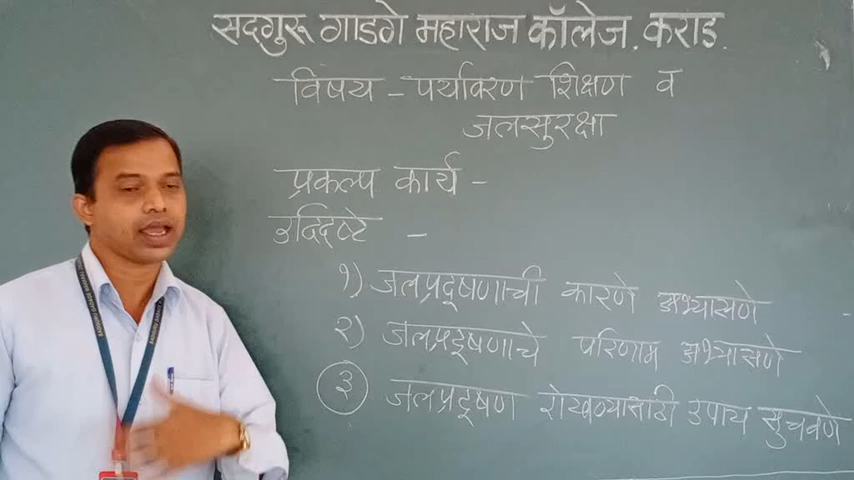 सदगुरू गाडगे महाराज कॉलेज. कराड.
विषय - पर्यावरण शिक्षण व
जलसुरक्षा
प्रकल्प कार्य -
उद्दिष्टे -
१) जलप्रदूषणाची कारणे अभ्यासणे
२) जलप्रदूषणाचे परिणाम अभ्यासणे
३ जलप्रदूषण रोखण्यासाठी उपाय सुचवणे